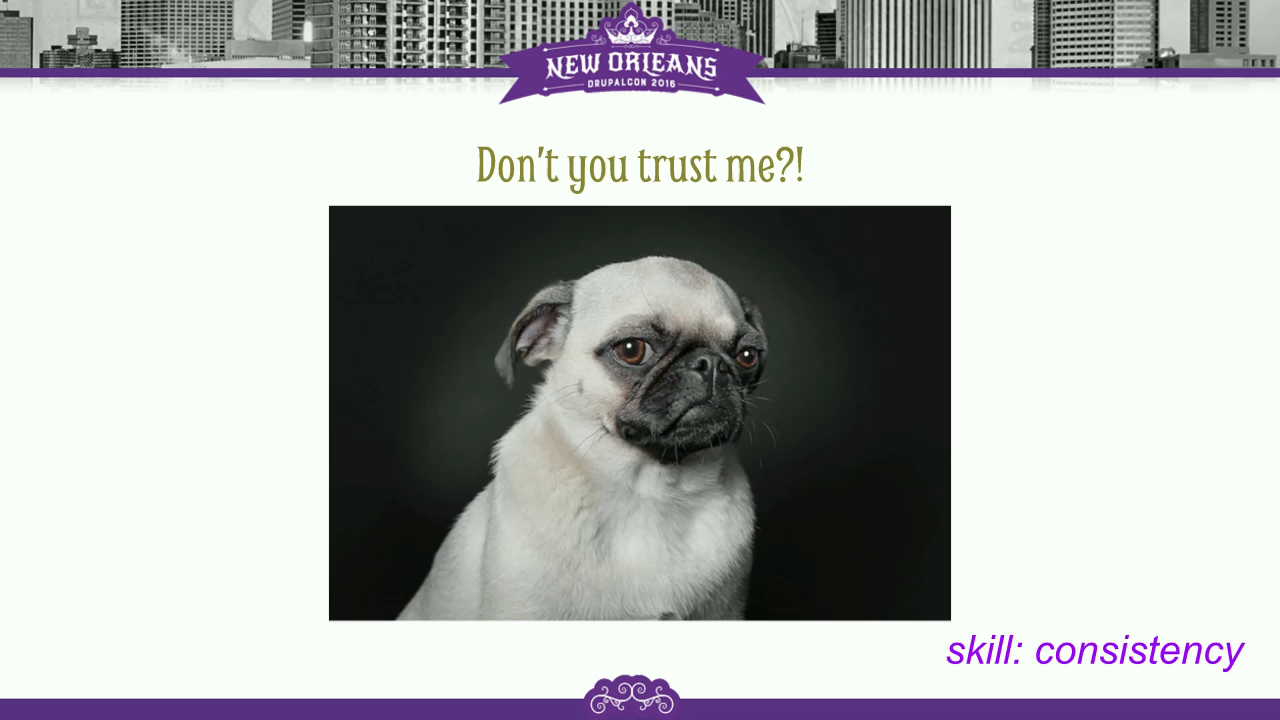 NEW ORLEANS
DRUPALCON 2016
Don't you trust me?!
skill: consistency